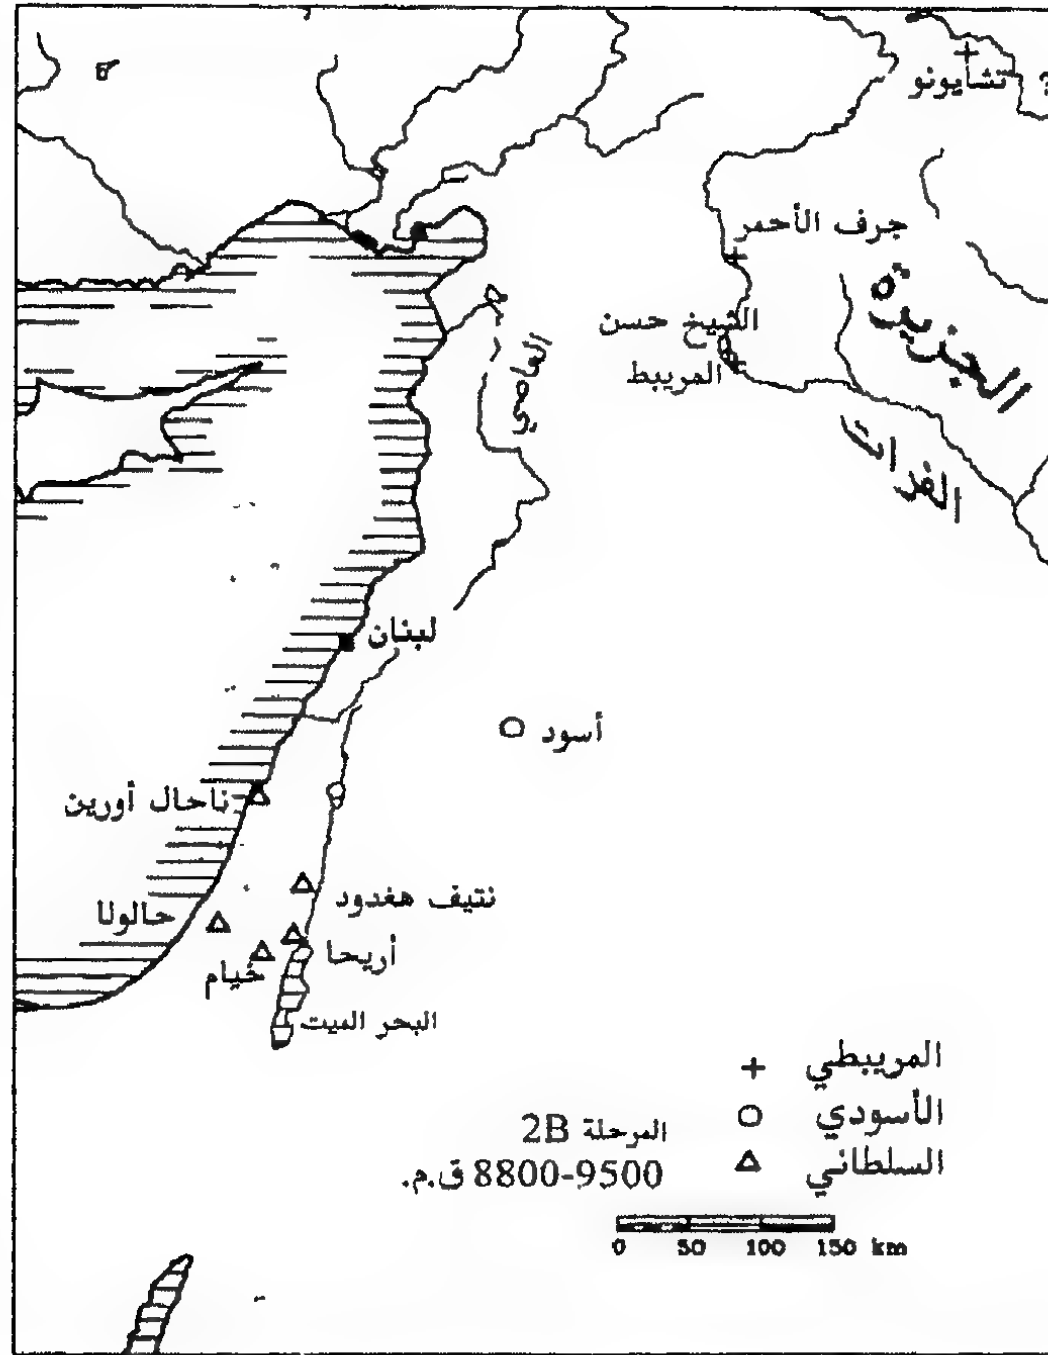 ؟ تشايونو
جرف الأحمر
الجزيرة
الشيخ حسن
المريبط
العاصي
الفرات
لبنان
أسود
ناحال أورين
نتيف هغدود
حالولا
أريحا
خيام
البحر الميت
المريبطي
الأسودي
السلطاني
المرحلة 2B
8800-9500 ق.م.
0 50 100 150 km